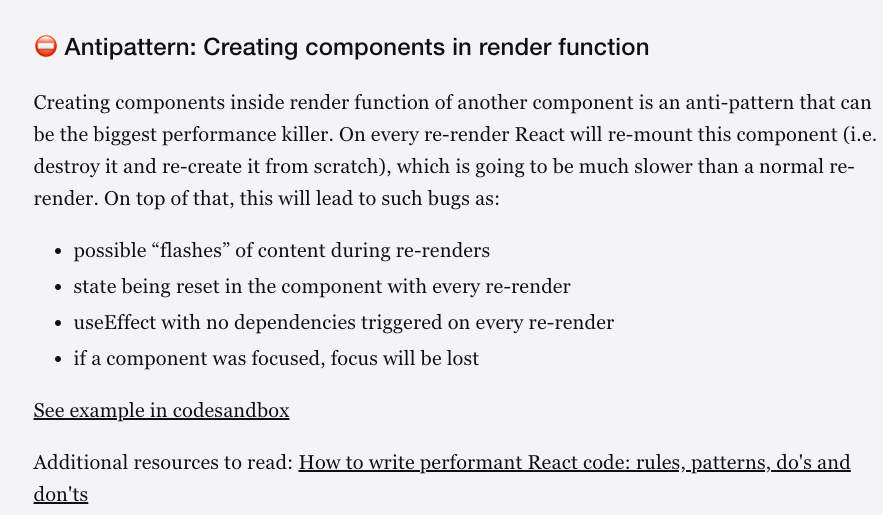 ⛔ Antipattern: Creating components in render function
Creating components inside render function of another component is an anti-pattern that can
be the biggest performance killer. On every re-render React will re-mount this component (i.e.
destroy it and re-create it from scratch), which is going to be much slower than a normal re-
render. On top of that, this will lead to such bugs as:
• possible “flashes” of content during re-renders
• state being reset in the component with every re-render
• useEffect with no dependencies triggered on every re-render
• if a component was focused, focus will be lost
See example in codesandbox
Additional resources to read: How to write performant React code: rules, patterns, do's and
don'ts